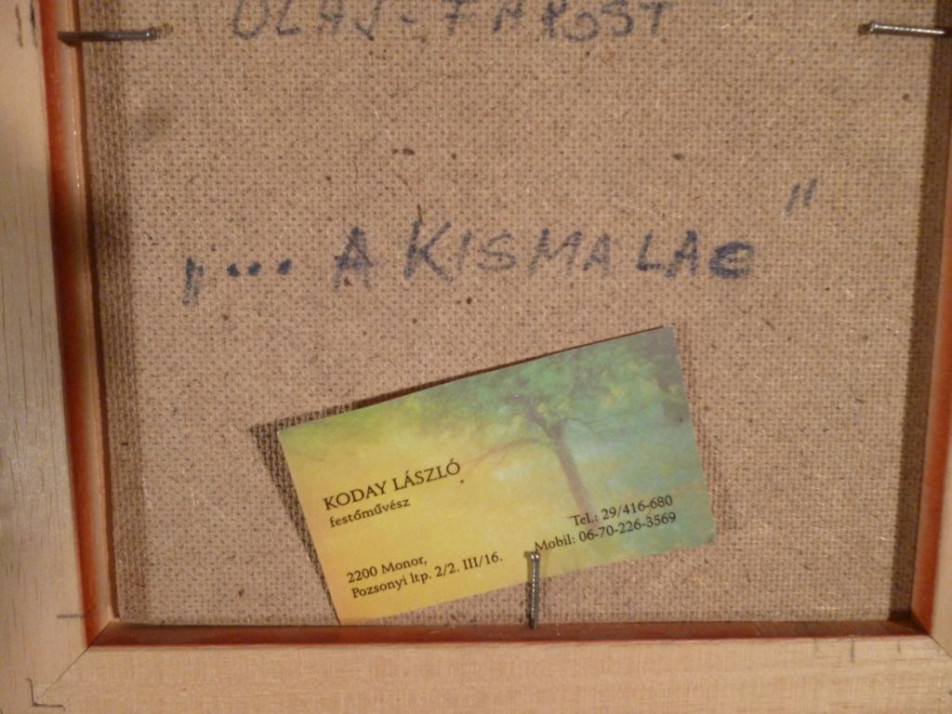 OLAJ - FAROST
„... A KISMALAC"
KODAY LÁSZLÓ
festőművész
2200 Monor,
Pozsonyi ltp. 2/2. III/16.
Tel.: 29/416-680
Mobil: 06-70-226-3569